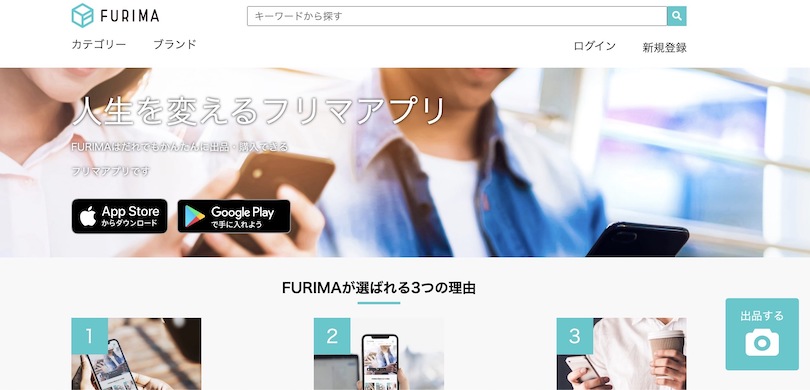 FURIMA
キーワードから探す
カテゴリー ブランド
ログイン 新規登録
人生を変えるフリマアプリ
FURIMAはだれでもかんたんに出品・購入できる
フリマアプリです
App Store
からダウンロード
Google Play
で手に入れよう
FURIMAが選ばれる3つの理由
出品する
1
2
3